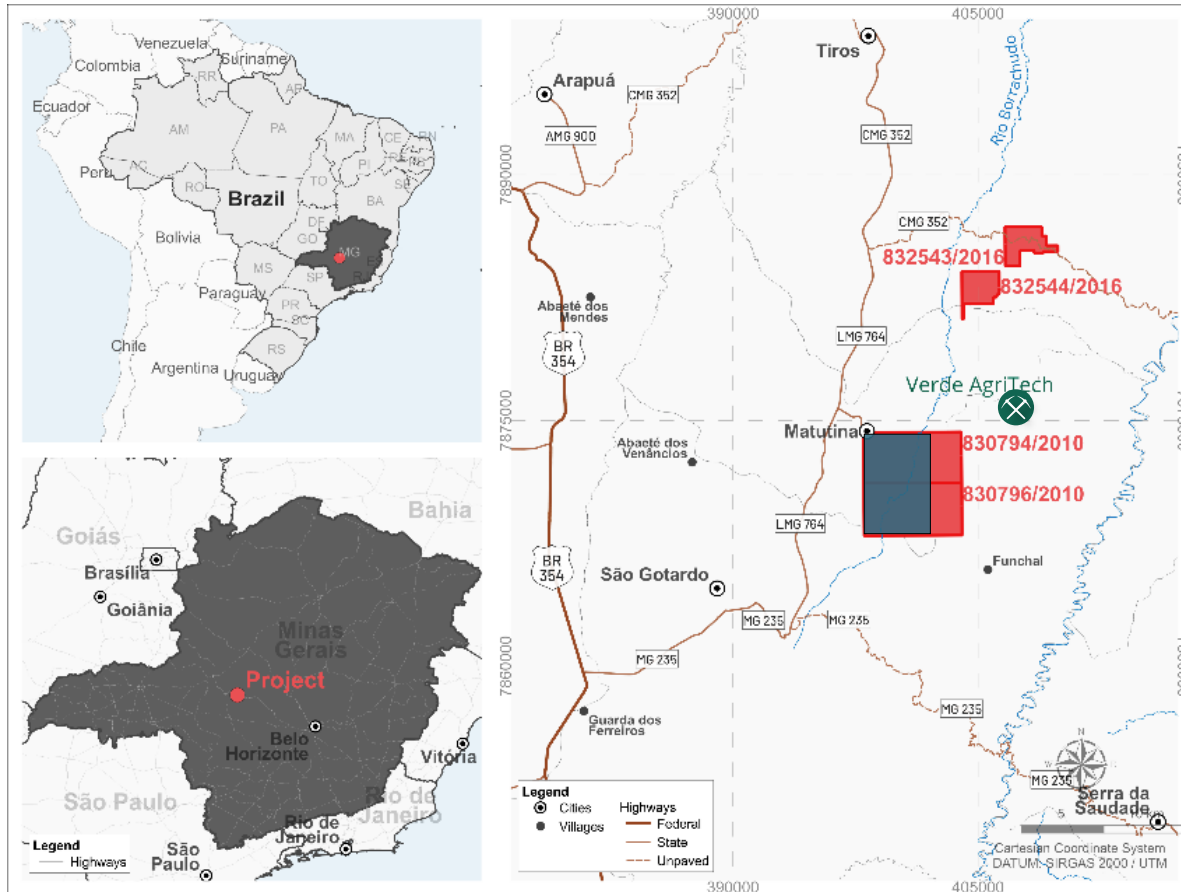 Venezuela
Suriname
Colombia
Ecuador
RR
AP
AM
PA
MA
CE
RN
PI
AC
Peru
TO
RO
SE
Brazil
BA
DF
Bolivia
GO
MG
ES
MS
SP
Paraguay
PR
SC
Chile
RS
Argentina
Uruguay
Bahia
Goiás
Brasília
Goiânia
Minas
Gerais
Project
Belo
Horizonte
Vitória
São Paulo
Rio de
Janeiro
Rio de
Janeiro
São
Paulo
Legend
Highways
390000
405000
Tiros
Arapuá
CMG 352
AMG 900
CMG 352
Rio Borrachudo
7890000
CMG 352
832543/2016
832544/2016
Abaeté dos
Mendes
LMG 764
BR
354
Verde AgriTech
7875000
Matutina
830794/2010
Abaeté dos
Venâncios
830796/2010
LMG 764
BR
354
Funchal
São Gotardo
MG 235
MG 235
MG 235
7860000
MG 235
Guarda dos
Ferreiros
N
W
MG 235
Serra da
Saudade
5
Legend
Cities
Villages
Highways
Federal
State
Unpaved
Cartesian Coordinate System
DATUM: SIRGAS 2000 / UTM
390000
405000